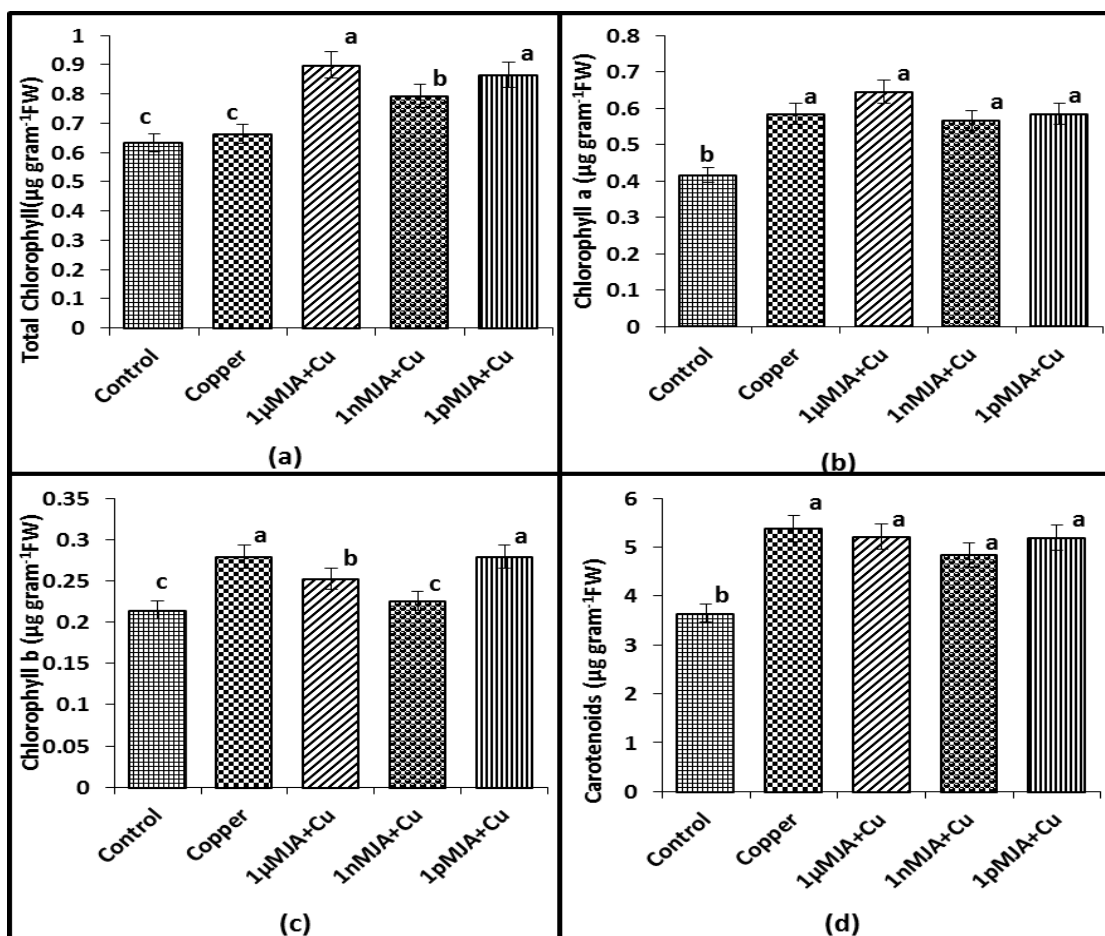 Total Chlorophyll(µg gram-1FW)
1
0.9
0.8
0.7
0.6
0.5
0.4
0.3
0.2
0.1
0
c
c
a
b
a
Control
Copper
1µMJA+Cu
1nMJA+Cu
1pMJA+Cu
(a)
Chlorophyll a (µg gram-1FW)
0.8
0.7
0.6
0.5
0.4
0.3
0.2
0.1
0
b
a
a
a
a
Control
Copper
1µMJA+Cu
1nMJA+Cu
1pMJA+Cu
(b)
Chlorophyll b (µg gram-1FW)
0.35
0.3
0.25
0.2
0.15
0.1
0.05
0
c
a
b
c
a
Control
Copper
1µMJA+Cu
1nMJA+Cu
1pMJA+Cu
(c)
Carotenoids (µg gram-1FW)
6
5
4
3
2
1
0
b
a
a
a
a
Control
Copper
1µMJA+Cu
1nMJA+Cu
1pMJA+Cu
(d)